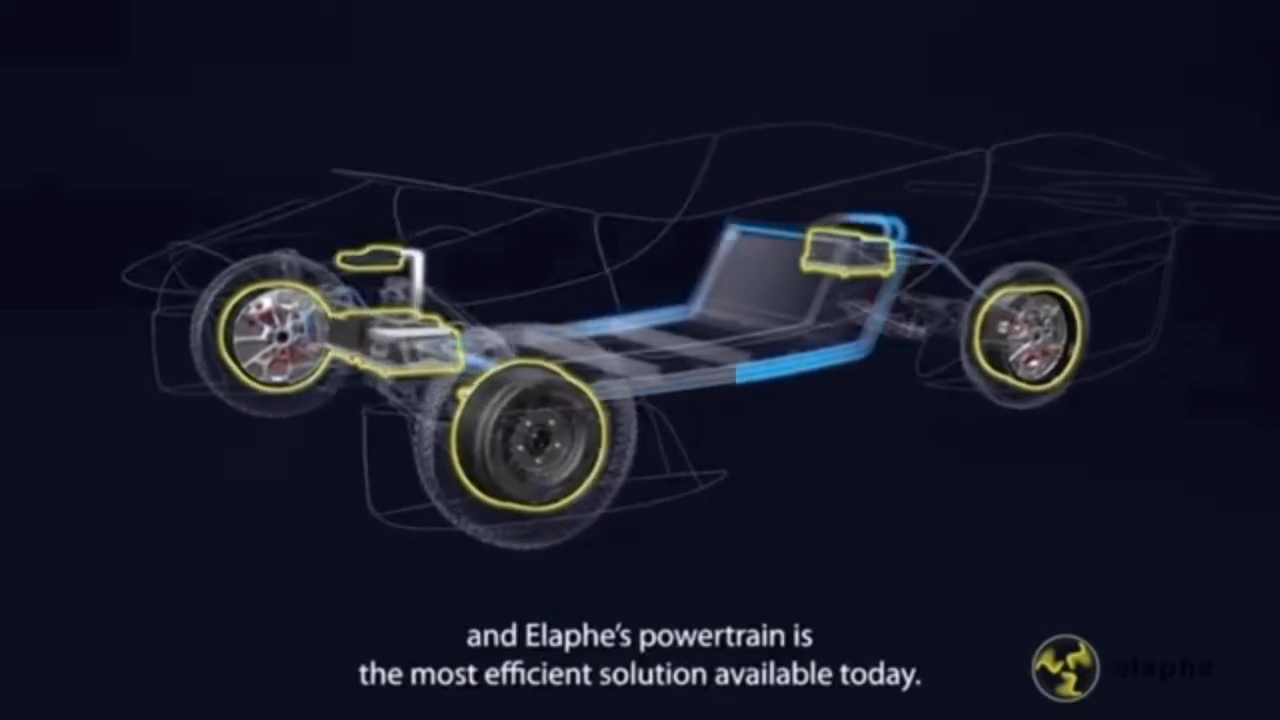 and Elaphe's powertrain is
the most efficient solution available today.
elaphe